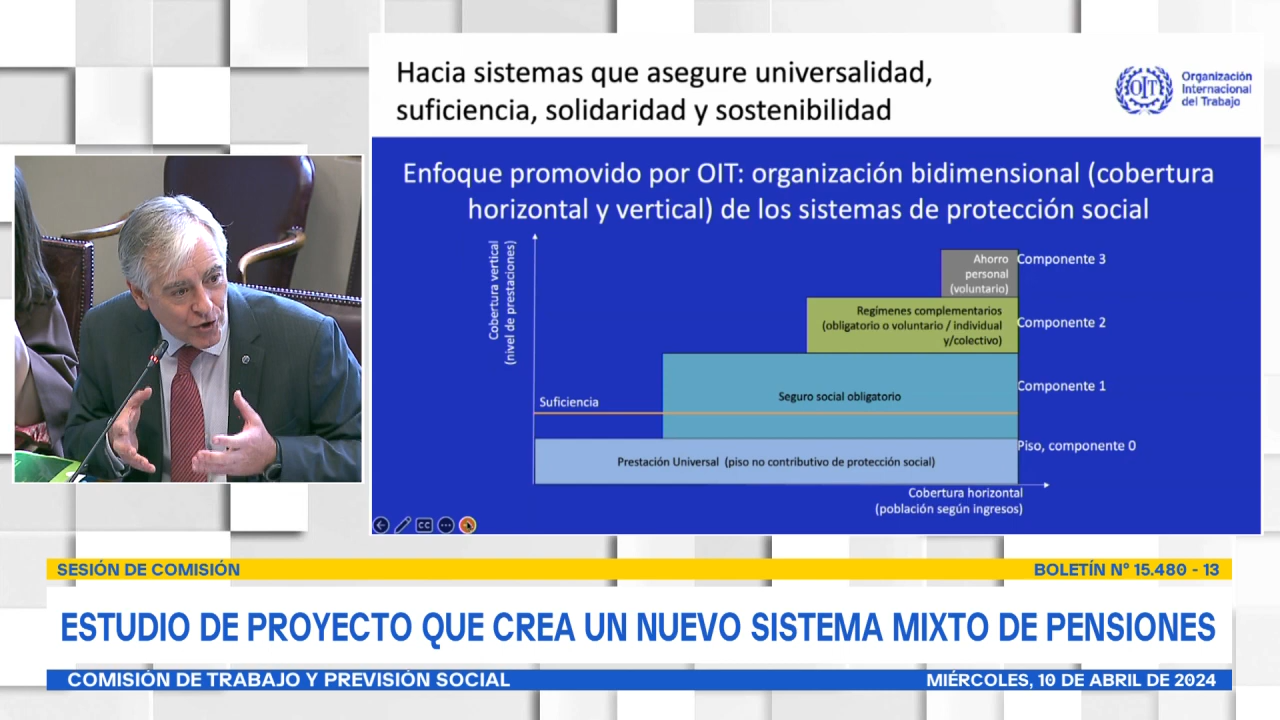 Hacia sistemas que asegure universalidad,
suficiencia, solidaridad y sostenibilidad
OIT
Organización
Internacional
del Trabajo
Enfoque promovido por OIT: organización bidimensional (cobertura
horizontal y vertical) de los sistemas de protección social
Cobertura vertical
(nivel de prestaciones)
Ahorro
personal
(voluntario)
Componente 3
Regímenes complementarios
(obligatorio o voluntario / individual
y/colectivo)
Componente 2
Seguro social obligatorio
Componente 1
Suficiencia
Prestación Universal (piso no contributivo de protección social)
Piso, componente 0
Cobertura horizontal
(población según ingresos)
CC
SESIÓN DE COMISIÓN
BOLETÍN N° 15.480 - 13
ESTUDIO DE PROYECTO QUE CREA UN NUEVO SISTEMA MIXTO DE PENSIONES
COMISIÓN DE TRABAJO Y PREVISIÓN SOCIAL
MIÉRCOLES, 10 DE ABRIL DE 2024